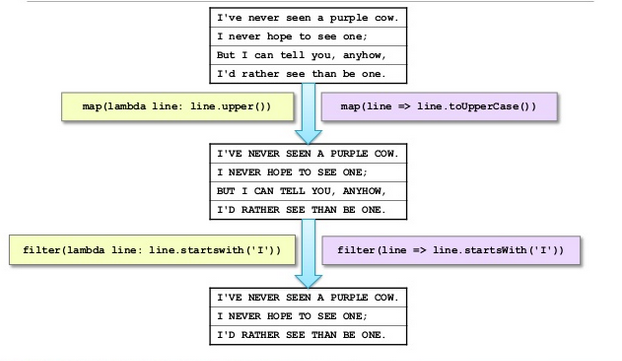 I've never seen a purple cow.
I never hope to see one;
But I can tell you, anyhow,
I'd rather see than be one.
map(lambda line: line.upper())
map(line => line.toUpperCase())
I'VE NEVER SEEN A PURPLE COW.
I NEVER HOPE TO SEE ONE;
BUT I CAN TELL YOU, ANYHOW,
I'D RATHER SEE THAN BE ONE.
filter(lambda line: line.startswith('I'))
filter(line => line.startsWith('I'))
I'VE NEVER SEEN A PURPLE COW.
I NEVER HOPE TO SEE ONE;
I'D RATHER SEE THAN BE ONE.